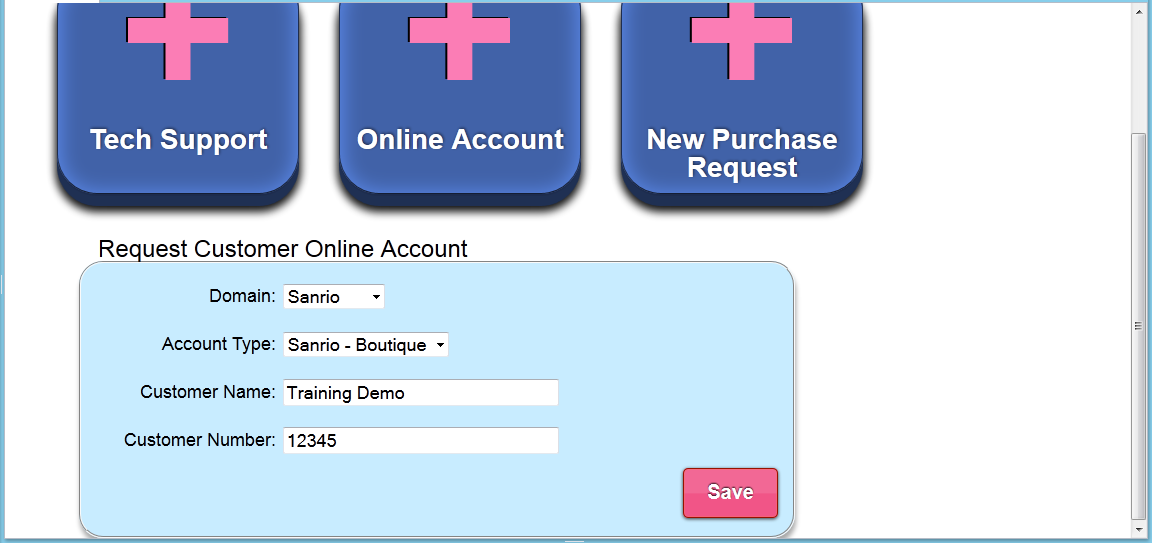 Tech Support
Online Account
New Purchase
Request
Request Customer Online Account
Domain: Sanrio
Account Type: Sanrio - Boutique
Customer Name: Training Demo
Customer Number: 12345
Save